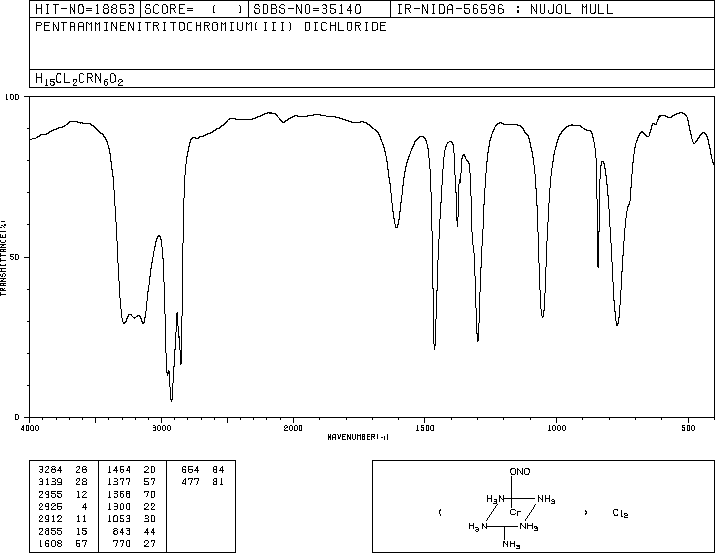 HIT-NO=18853 SCORE= ( ) SDBS-NO=35140 IR-NIDA-56596 : NUJOL MULL
PENTAAMMINENITRITOCHROMIUM(III) DICHLORIDE
H15CL2CRN6O2
100
50
0
TRANSMITTANCE(%)
4000 3000 2000 1500 1000 500
WAVENUMBER(-1)
3284 28 1464 20 654 84
3139 28 1377 57 477 81
2955 12 1368 70
2925 4 1300 22
2912 11 1053 30
2855 15 843 44
1608 57 770 27
ONO
H3N NH3
( Cr ) Cl2
H3N NH3
NH3